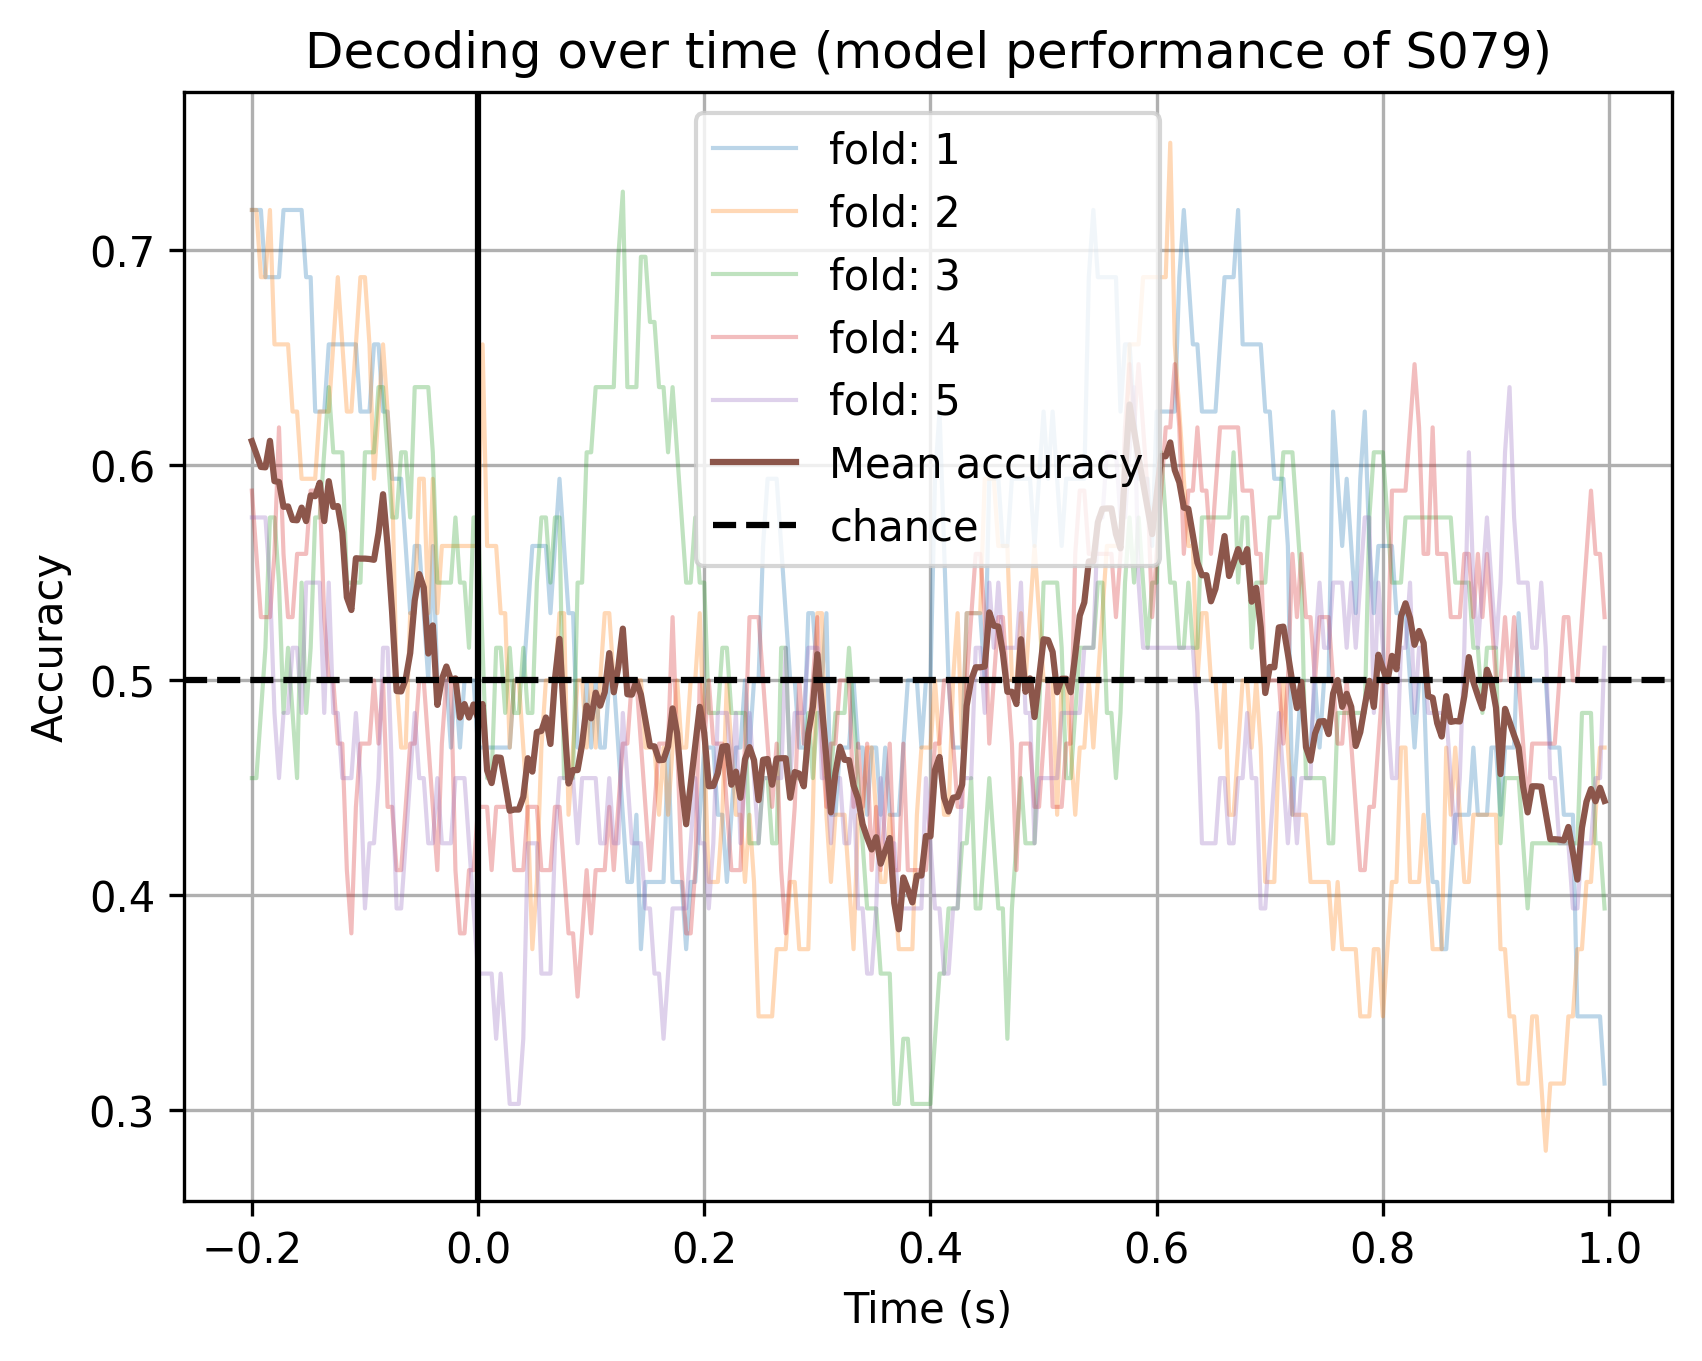 Decoding over time (model performance of S079)
fold: 1
fold: 2
fold: 3
fold: 4
fold: 5
Mean accuracy
chance
Accuracy
0.7
0.6
0.5
0.4
0.3
−0.2 0.0 0.2 0.4 0.6 0.8 1.0
Time (s)